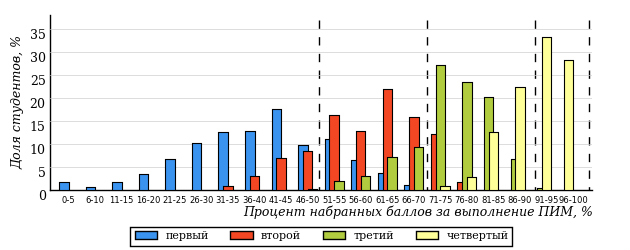 Доля студентов, %
35
30
25
20
15
10
5
0
0-5 6-10 11-15 16-20 21-25 26-30 31-35 36-40 41-45 46-50 51-55 56-60 61-65 66-70 71-75 76-80 81-85 86-90 91-95 96-100
Процент набранных баллов за выполнение ПИМ, %
первый второй третий четвертый